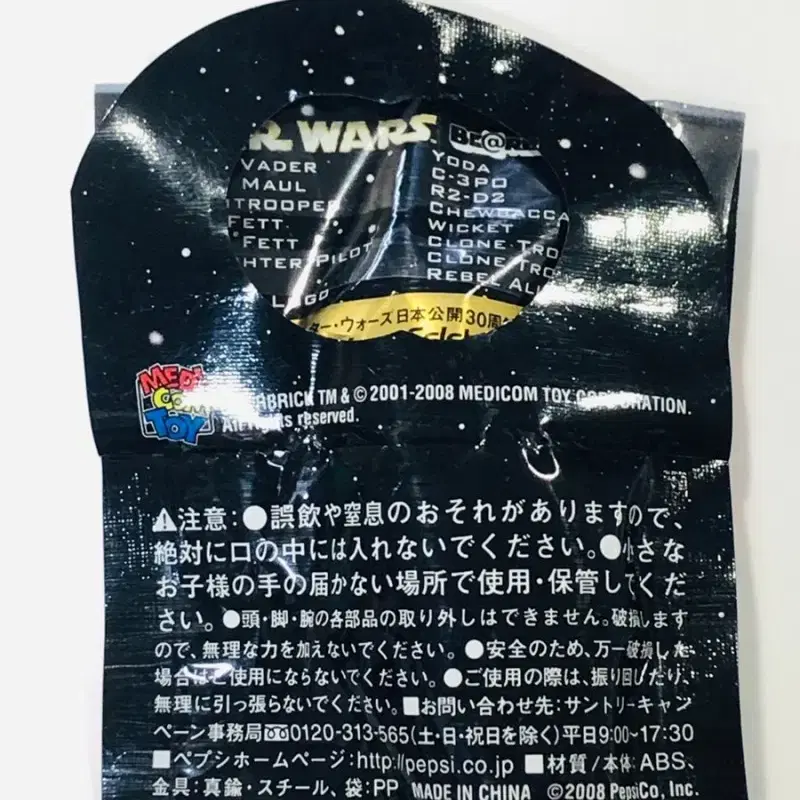 R WARS BE@R
VADER
MAUL
TROOPER
FETT
FETT
HTER PILOT
LOGO
YODA
C-3PO
R2-D2
CHEWBACCA
WICKET
CLONE TRO
CLONE TRO
REBEL ALL
ター・ウォーズ日本公開30周
MEDI
COM
TOY
RBRICK TM & © 2001-2008 MEDICOM TOY CORPORATION.
All rights reserved.
⚠注意:●誤飲や窒息のおそれがありますので、
絶対に口の中には入れないでください。●小さな
お子様の手の届かない場所で使用・保管してくだ
さい。●頭・脚・腕の各部品の取り外しはできません。破損します
ので、無理な力を加えないでください。●安全のため、万一破損した
場合はご使用にならないでください。●ご使用の際は、振り回したり、
無理に引っ張らないでください。■お問い合わせ先:サントリーキャン
ペーン事務局 0120-313-565(土・日・祝日を除く)平日9:00~17:30
■ペプシホームページ:http://pepsi.co.jp ■材質/本体:ABS、
金具:真鍮・スチール、袋:PP MADE IN CHINA ©2008 PepsiCo, Inc.